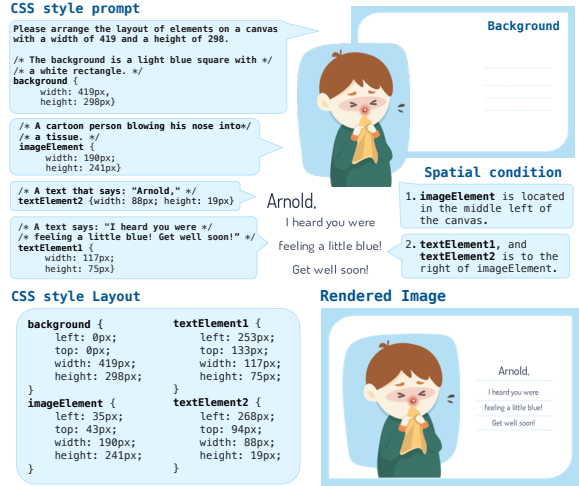 CSS style prompt
Please arrange the layout of elements on a canvas
with a width of 419 and a height of 298.
/* The background is a light blue square with */
/* a white rectangle. */
background {
width: 419px,
height: 298px}
/* A cartoon person blowing his nose into*/
/* a tissue. */
imageElement {
width: 190px;
height: 241px}
/* A text that says: "Arnold," */
textElement2 {width: 88px; height: 19px}
/* A text says: "I heard you were */
/* feeling a little blue! Get well soon!” */
textElement1 {
width: 117px;
height: 75px}
Background
Arnold,
I heard you were
feeling a little blue!
Get well soon!
Spatial condition
1. imageElement is located
in the middle left of
the canvas.
2. textElement1, and
textElement2 is to the
right of imageElement.
CSS style Layout
background {
left: 0px;
top: 0px;
width: 419px;
height: 298px;
}
imageElement {
left: 35px;
top: 43px;
width: 190px;
height: 241px;
}
textElement1 {
left: 253px;
top: 133px;
width: 117px;
height: 75px;
}
textElement2 {
left: 268px;
top: 94px;
width: 88px;
height: 19px;
}
Rendered Image
Arnold,
I heard you were
feeling a little blue!
Get well soon!